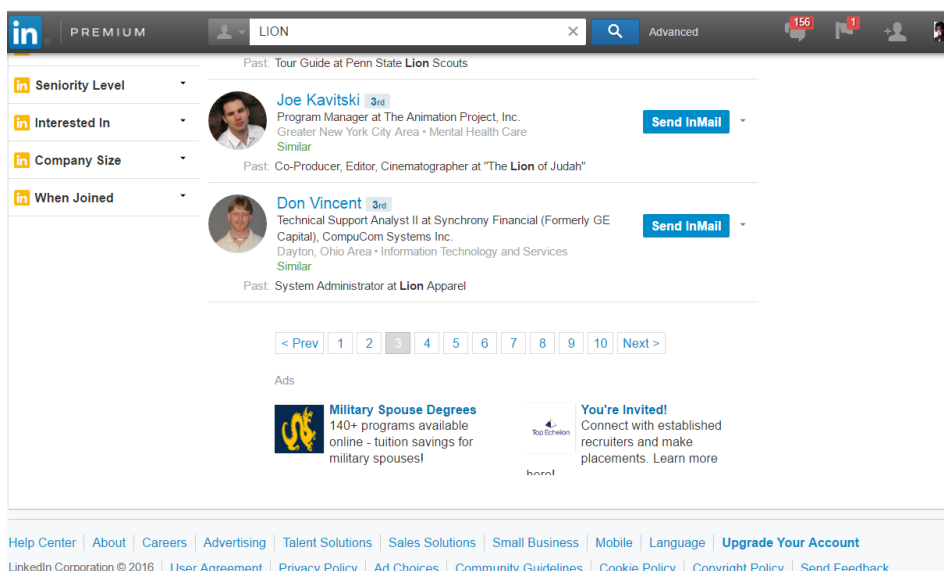 in PREMIUM LION × Advanced 156 1
Past: Tour Guide at Penn State Lion Scouts
in Seniority Level
in Interested In
in Company Size
in When Joined
Joe Kavitski 3rd
Program Manager at The Animation Project, Inc.
Greater New York City Area • Mental Health Care
Similar
Past: Co-Producer, Editor, Cinematographer at "The Lion of Judah"
Send InMail
Don Vincent 3rd
Technical Support Analyst II at Synchrony Financial (Formerly GE
Capital), CompuCom Systems Inc.
Dayton, Ohio Area • Information Technology and Services
Similar
Past: System Administrator at Lion Apparel
Send InMail
< Prev 1 2 3 4 5 6 7 8 9 10 Next >
Ads
Military Spouse Degrees
140+ programs available
online - tuition savings for
military spouses!
Top Echelon
You're Invited!
Connect with established
recruiters and make
placements. Learn more
here!
Help Center | About | Careers | Advertising | Talent Solutions | Sales Solutions | Small Business | Mobile | Language | Upgrade Your Account
LinkedIn Corporation © 2016 | User Agreement | Privacy Policy | Ad Choices | Community Guidelines | Cookie Policy | Copyright Policy | Send Feedback